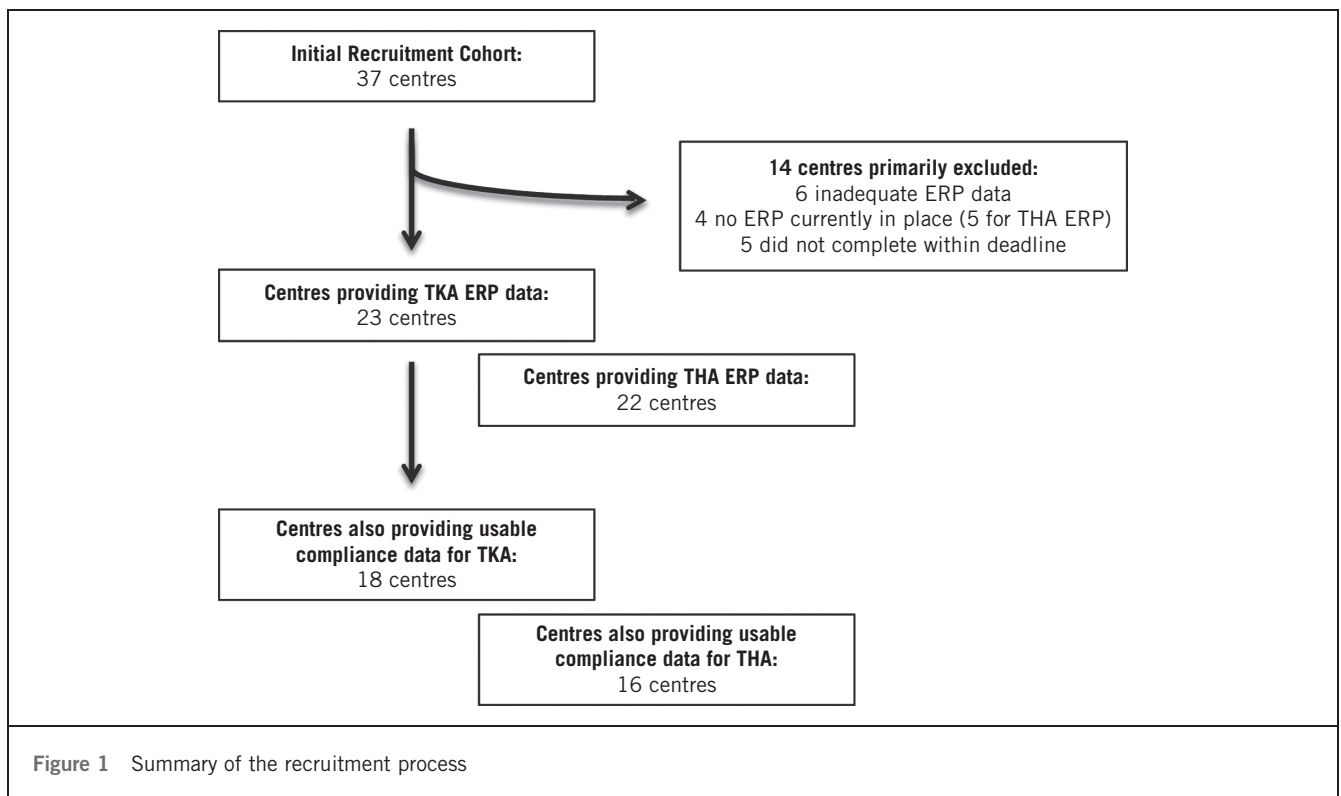 Initial Recruitment Cohort:
37 centres
14 centres primarily excluded:
6 inadequate ERP data
4 no ERP currently in place (5 for THA ERP)
5 did not complete within deadline
Centres providing TKA ERP data:
23 centres
Centres providing THA ERP data:
22 centres
Centres also providing usable
compliance data for TKA:
18 centres
Centres also providing usable
compliance data for THA:
16 centres
Figure 1 Summary of the recruitment process